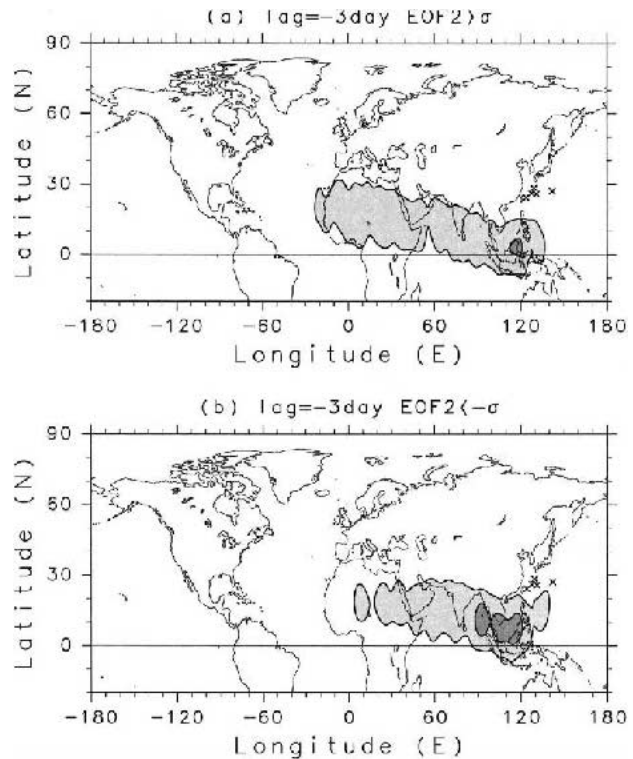 (a) lag=-3day EOF2>σ
90
60
30
0
Latitude (N)
-180 -120 -60 0 60 120 180
Longitude (E)
(b) lag=-3day EOF2<-σ
90
60
30
0
Latitude (N)
-180 -120 -60 0 60 120 180
Longitude (E)